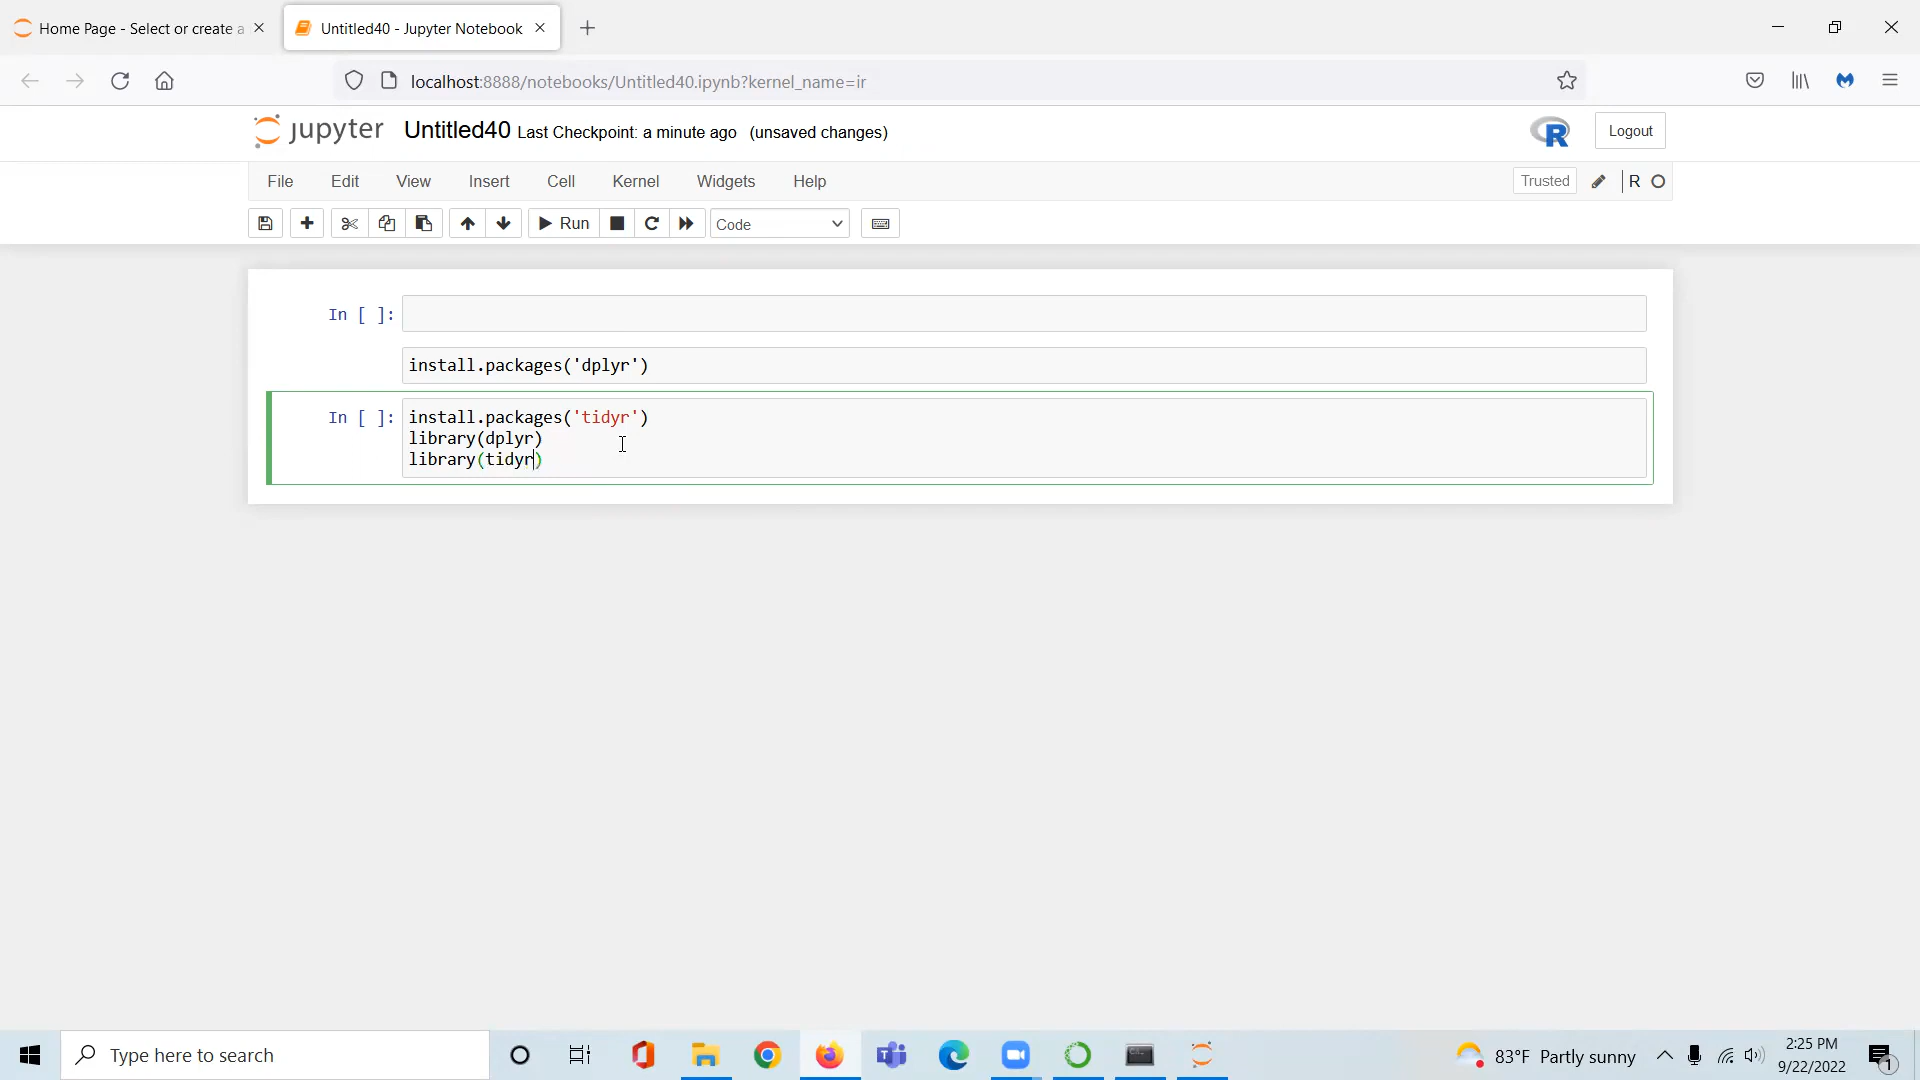 Home Page - Select or create a
Untitled40 - Jupyter Notebook
localhost:8888/notebooks/Untitled40.ipynb?kernel_name=ir
jupyter Untitled40 Last Checkpoint: a minute ago (unsaved changes)
R
Logout
File Edit View Insert Cell Kernel Widgets Help
Trusted
R
Run
Code
In [ ]:
install.packages('dplyr')
In [ ]:
install.packages('tidyr')
library(dplyr)
library(tidyr)
Type here to search
83°F Partly sunny
2:25 PM
9/22/2022
1